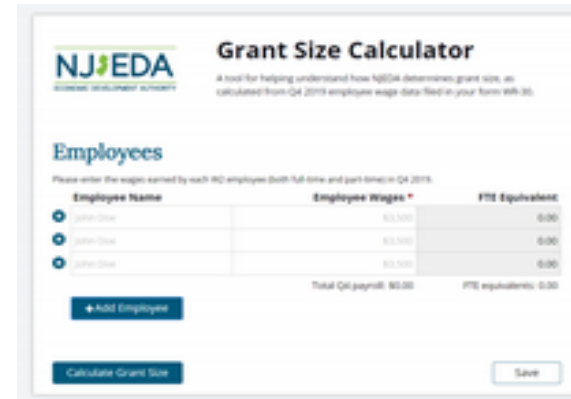 NJEDA
ECONOMIC DEVELOPMENT AUTHORITY
Grant Size Calculator
A tool for helping understand how NJEDA determines grant size, as
calculated from Q4 2019 employee wage data filed in your form WR-30.
Employees
Please enter the wages earned by each W2 employee (both full-time and part-time) in Q4 2019.
Employee Name Employee Wages * FTE Equivalent
John Doe $3,500 0.00
John Doe $3,500 0.00
John Doe $3,500 0.00
Total Q4 payroll: $0.00 FTE equivalents: 0.00
+Add Employee
Calculate Grant Size Save